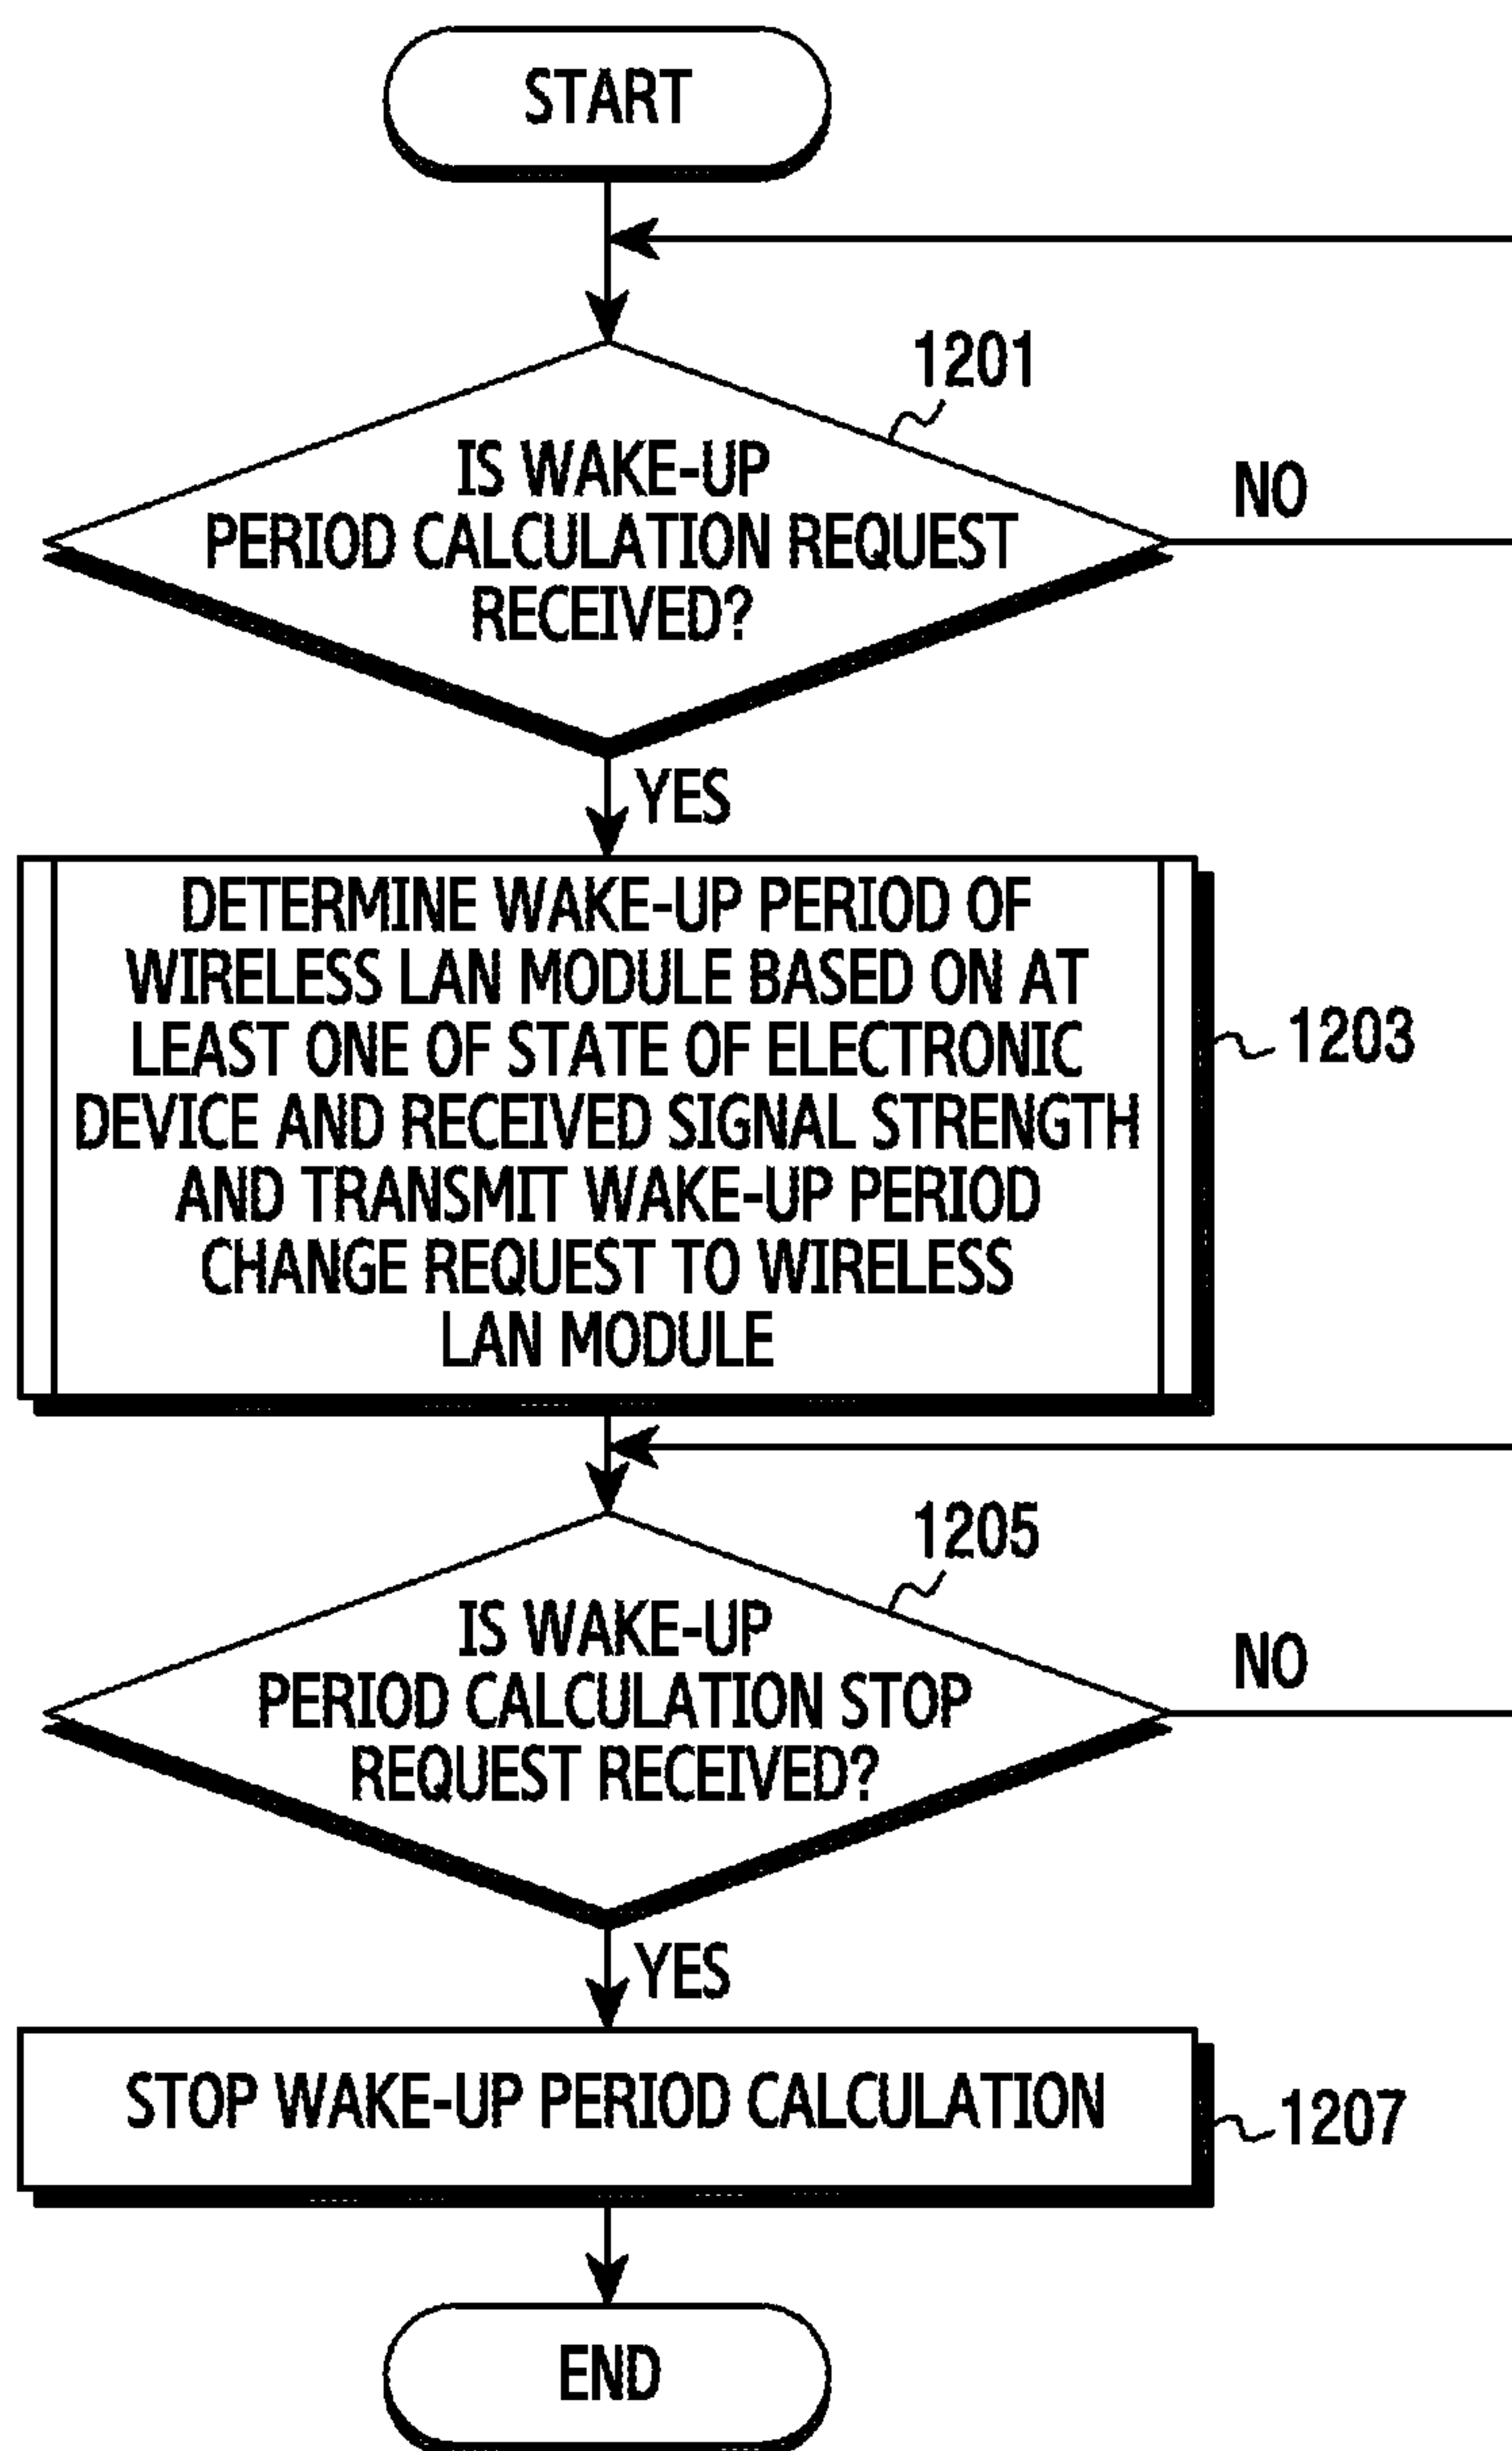 START
1201
IS WAKE-UP
PERIOD CALCULATION REQUEST
RECEIVED?
NO
YES
DETERMINE WAKE-UP PERIOD OF
WIRELESS LAN MODULE BASED ON AT
LEAST ONE OF STATE OF ELECTRONIC
DEVICE AND RECEIVED SIGNAL STRENGTH
AND TRANSMIT WAKE-UP PERIOD
CHANGE REQUEST TO WIRELESS
LAN MODULE
1203
1205
IS WAKE-UP
PERIOD CALCULATION STOP
REQUEST RECEIVED?
NO
YES
STOP WAKE-UP PERIOD CALCULATION
1207
END